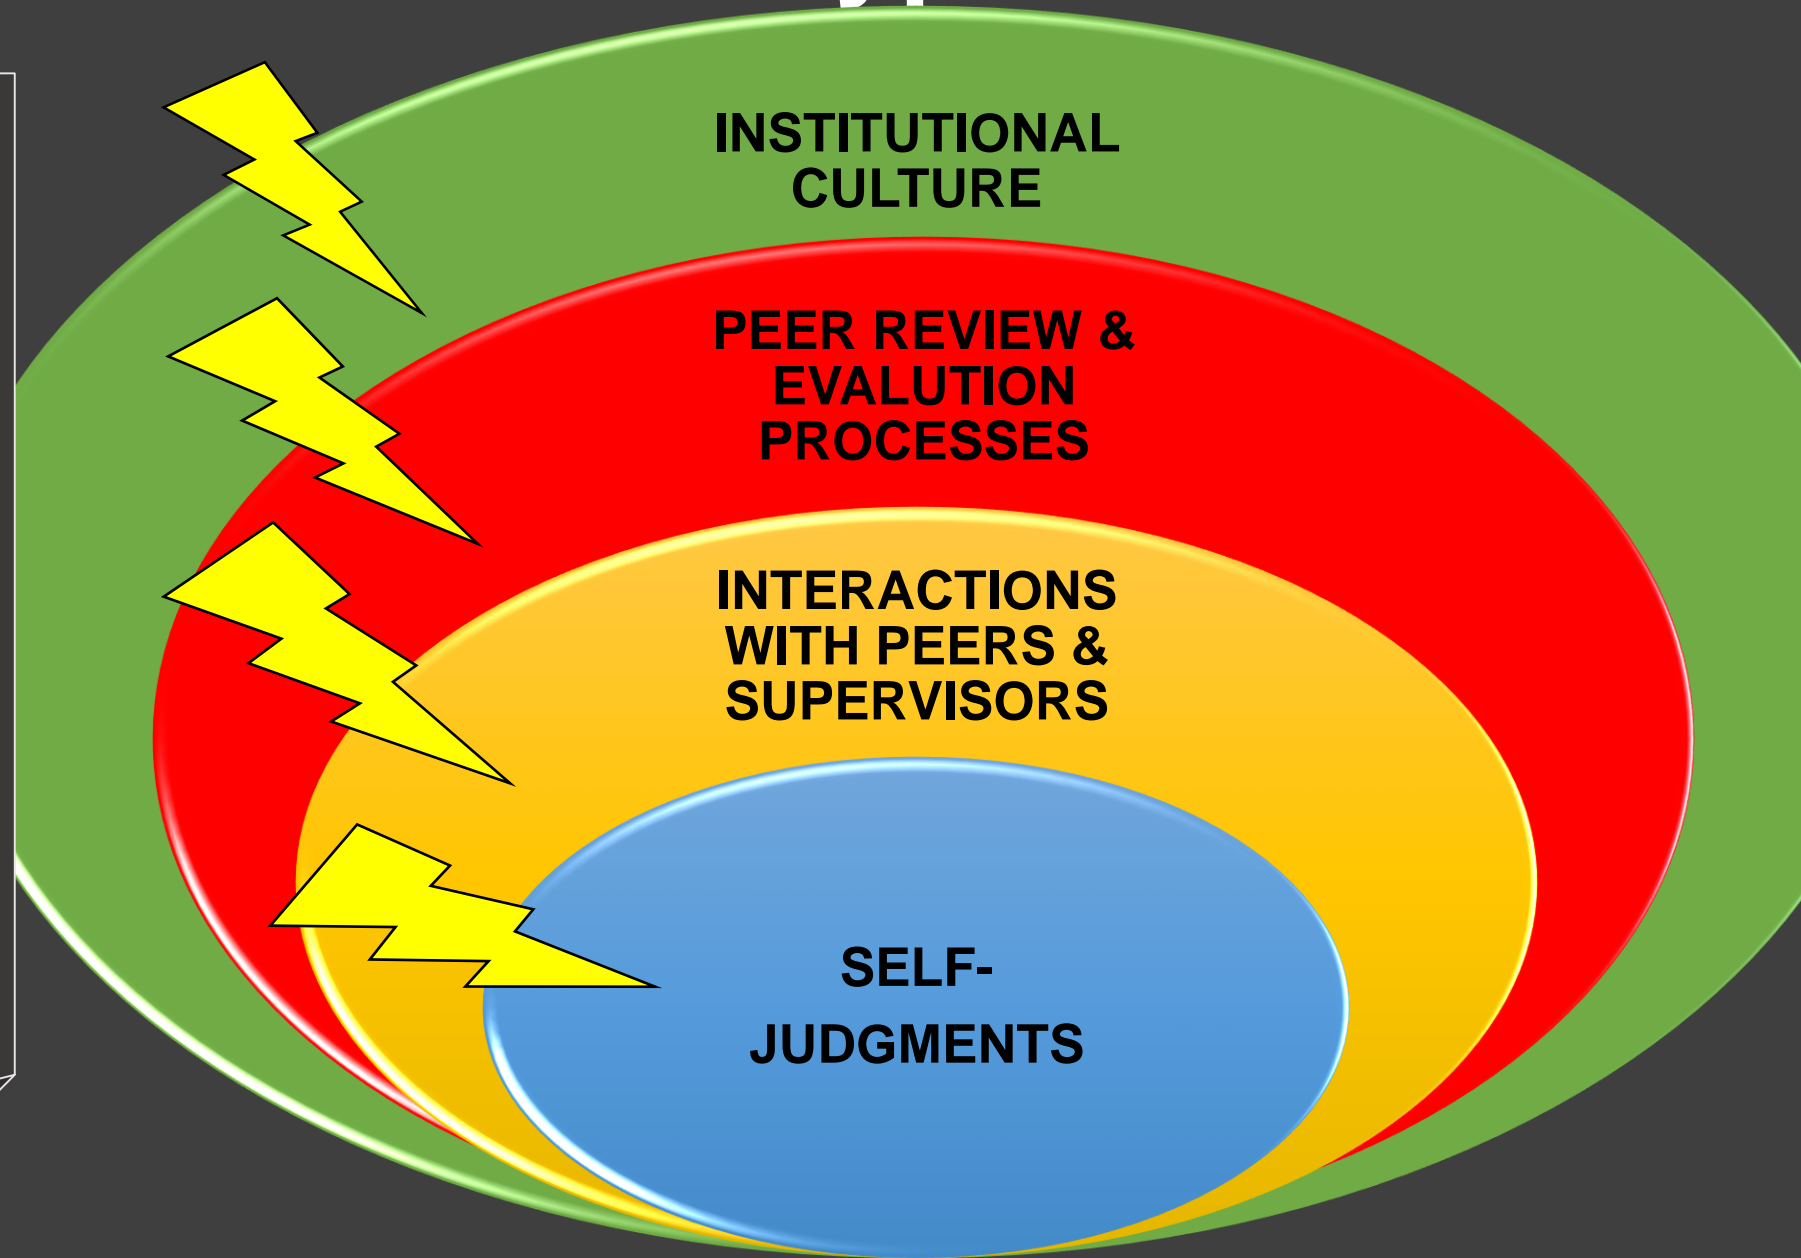 INSTITUTIONAL
CULTURE
PEER REVIEW &
EVALUTION
PROCESSES
INTERACTIONS
WITH PEERS &
SUPERVISORS
SELF-
JUDGMENTS